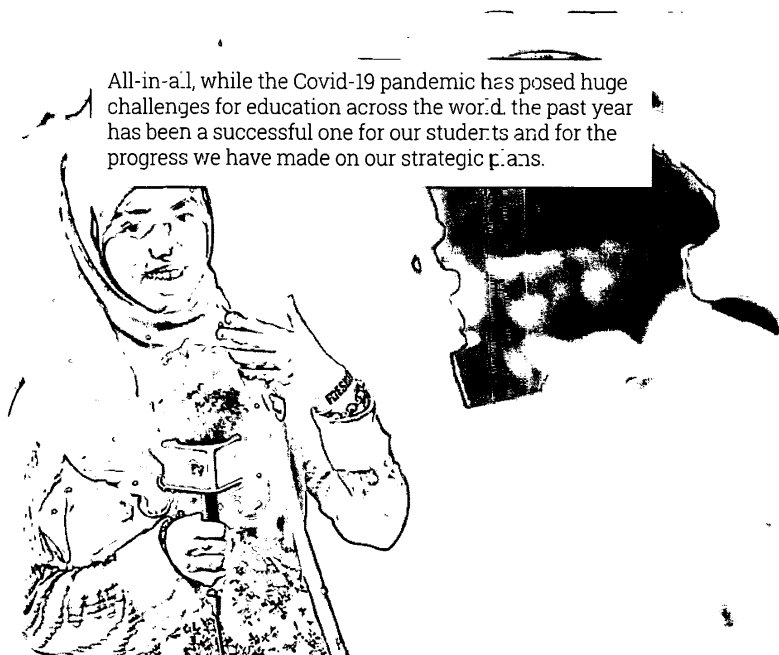 All-in-all, while the Covid-19 pandemic has posed huge
challenges for education across the world. the past year
has been a successful one for our students and for the
progress we have made on our strategic plans.